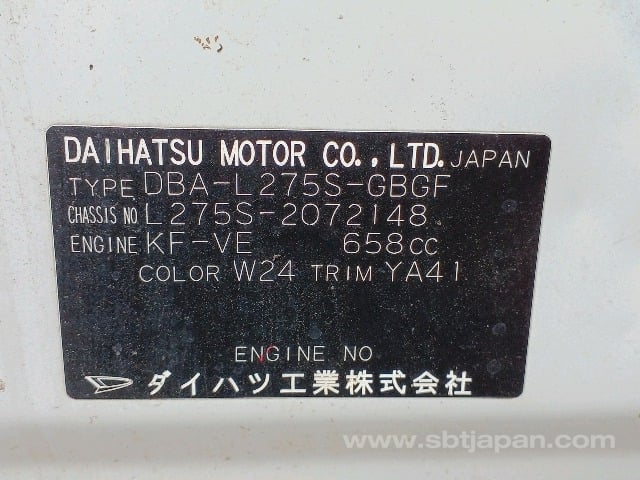 DAIHATSU MOTOR CO.,LTD. JAPAN
TYPE DBA-L275S-GBGF
CHASSIS NO L275S-2072148
ENGINE KF-VE 658CC
COLOR W24 TRIM YA41
ENGINE NO
ダイハツ工業株式会社
www.sbtjapan.com